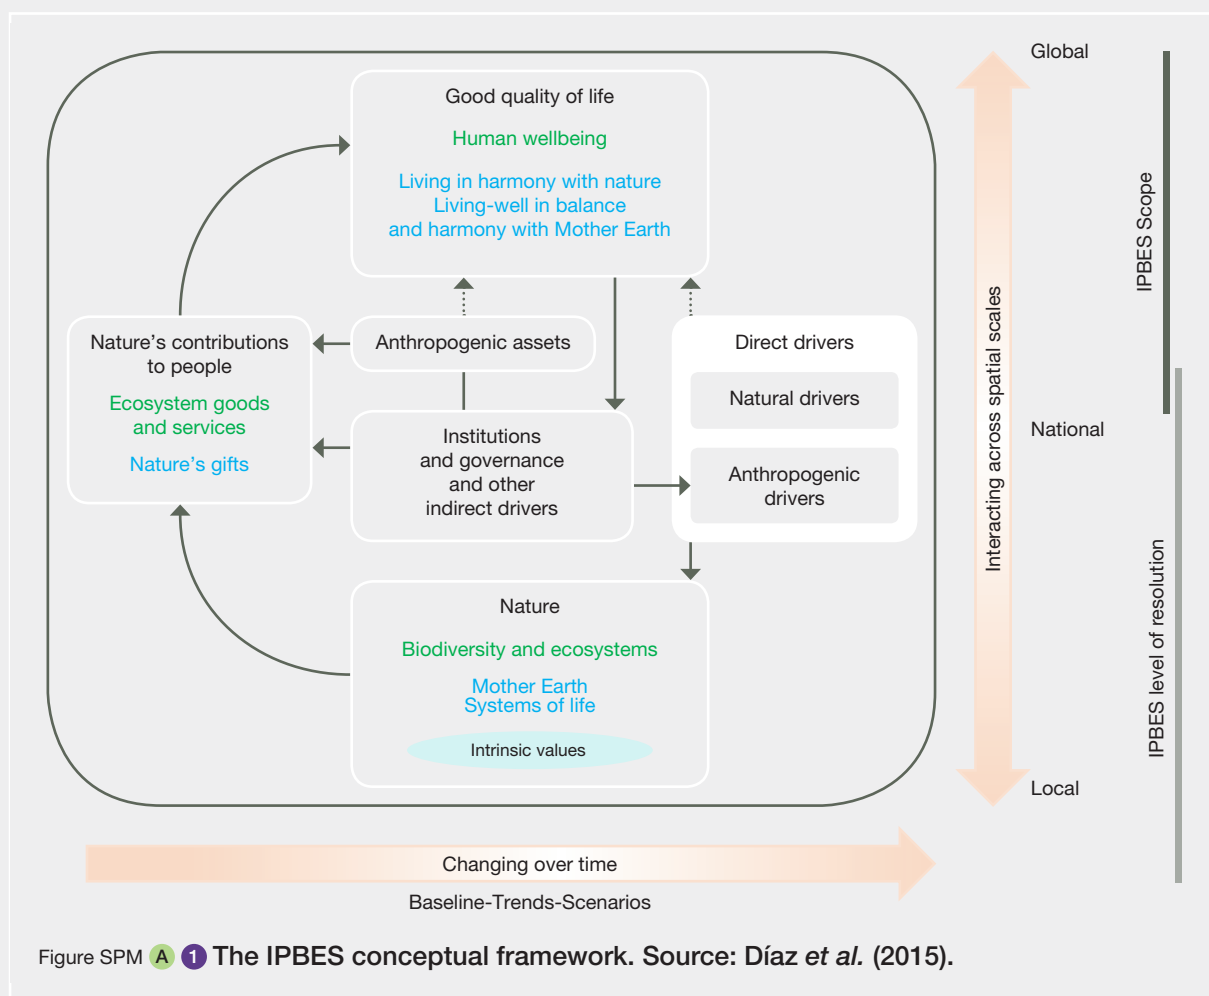 Global
Good quality of life
Human wellbeing
Living in harmony with nature
Living-well in balance
and harmony with Mother Earth
Nature’s contributions
to people
Ecosystem goods
and services
Nature’s gifts
Anthropogenic assets
Institutions
and governance
and other
indirect drivers
Direct drivers
Natural drivers
Anthropogenic
drivers
Nature
Biodiversity and ecosystems
Mother Earth
Systems of life
Intrinsic values
Interacting across spatial scales
National
Local
IPBES Scope
IPBES level of resolution
Changing over time
Baseline-Trends-Scenarios
Figure SPM A 1 The IPBES conceptual framework. Source: Díaz et al. (2015).